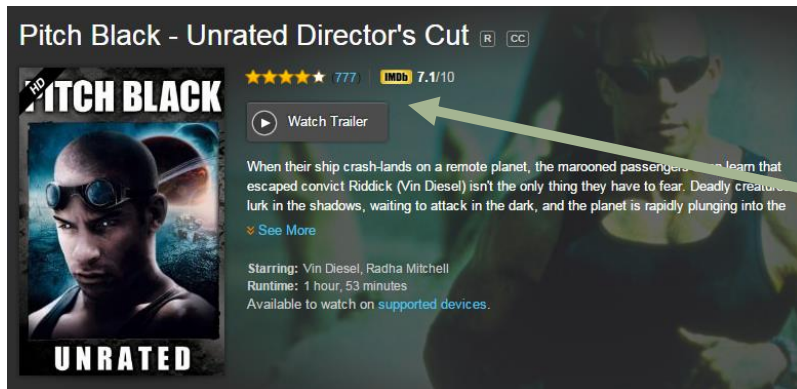 Pitch Black - Unrated Director's Cut R CC
HD
PITCH BLACK
UNRATED
777 IMDb 7.1/10
Watch Trailer
When their ship crash-lands on a remote planet, the marooned passengers learn that
escaped convict Riddick (Vin Diesel) isn't the only thing they have to fear. Deadly creatures
lurk in the shadows, waiting to attack in the dark, and the planet is rapidly plunging into the
See More
Starring: Vin Diesel, Radha Mitchell
Runtime: 1 hour, 53 minutes
Available to watch on supported devices.